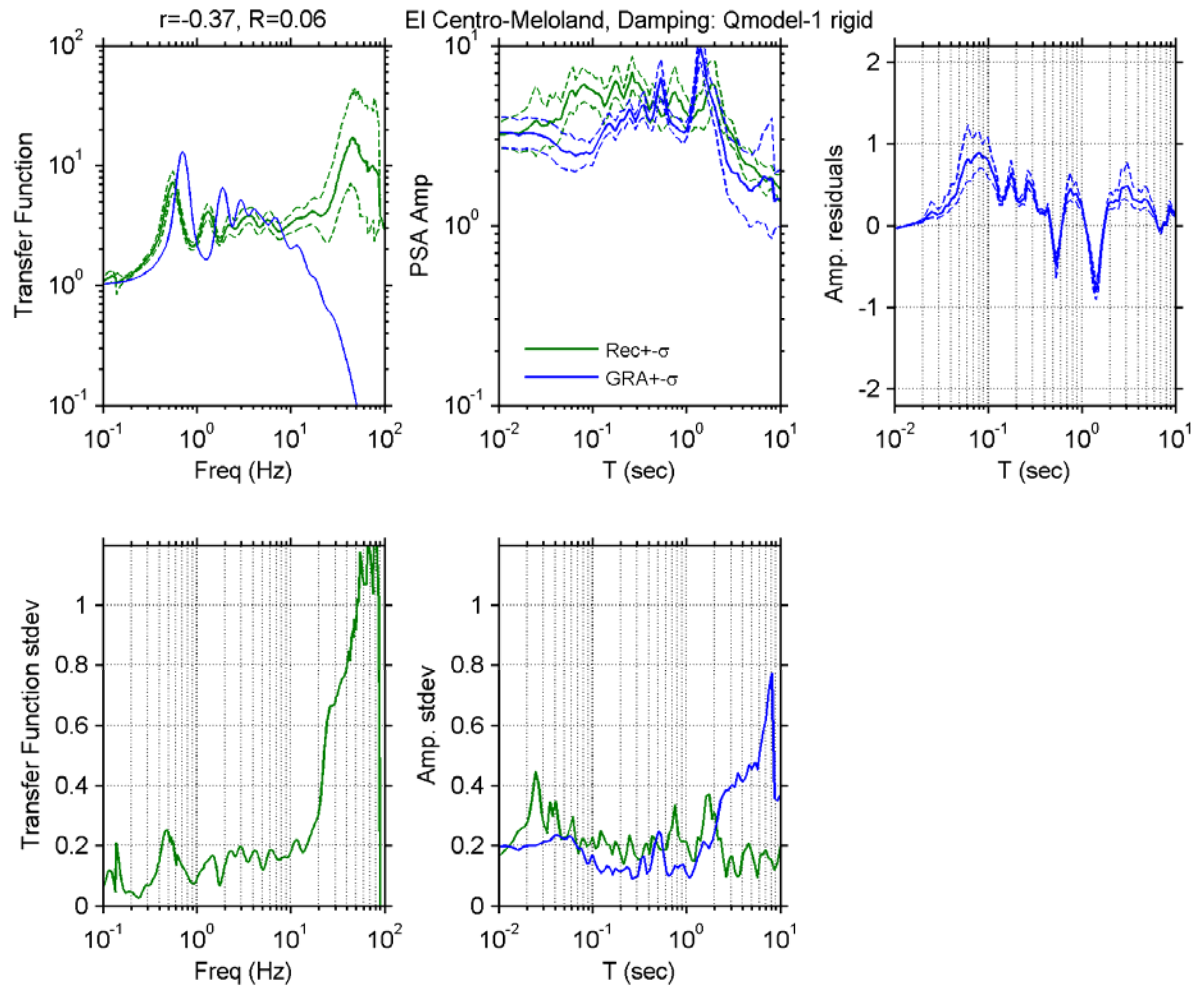 r=-0.37, R=0.06 El Centro-Meloland, Damping: Qmodel-1 rigid
Transfer Function
10^2
10^1
10^0
10^-1
10^-1 10^0 10^1 10^2
Freq (Hz)
PSA Amp
10^1
10^0
10^-1
Rec+-σ
GRA+-σ
10^-2 10^-1 10^0 10^1
T (sec)
Amp. residuals
2
1
0
-1
-2
10^-2 10^-1 10^0 10^1
T (sec)
Transfer Function stdev
1
0.8
0.6
0.4
0.2
0
10^-1 10^0 10^1 10^2
Freq (Hz)
Amp. stdev
1
0.8
0.6
0.4
0.2
0
10^-2 10^-1 10^0 10^1
T (sec)